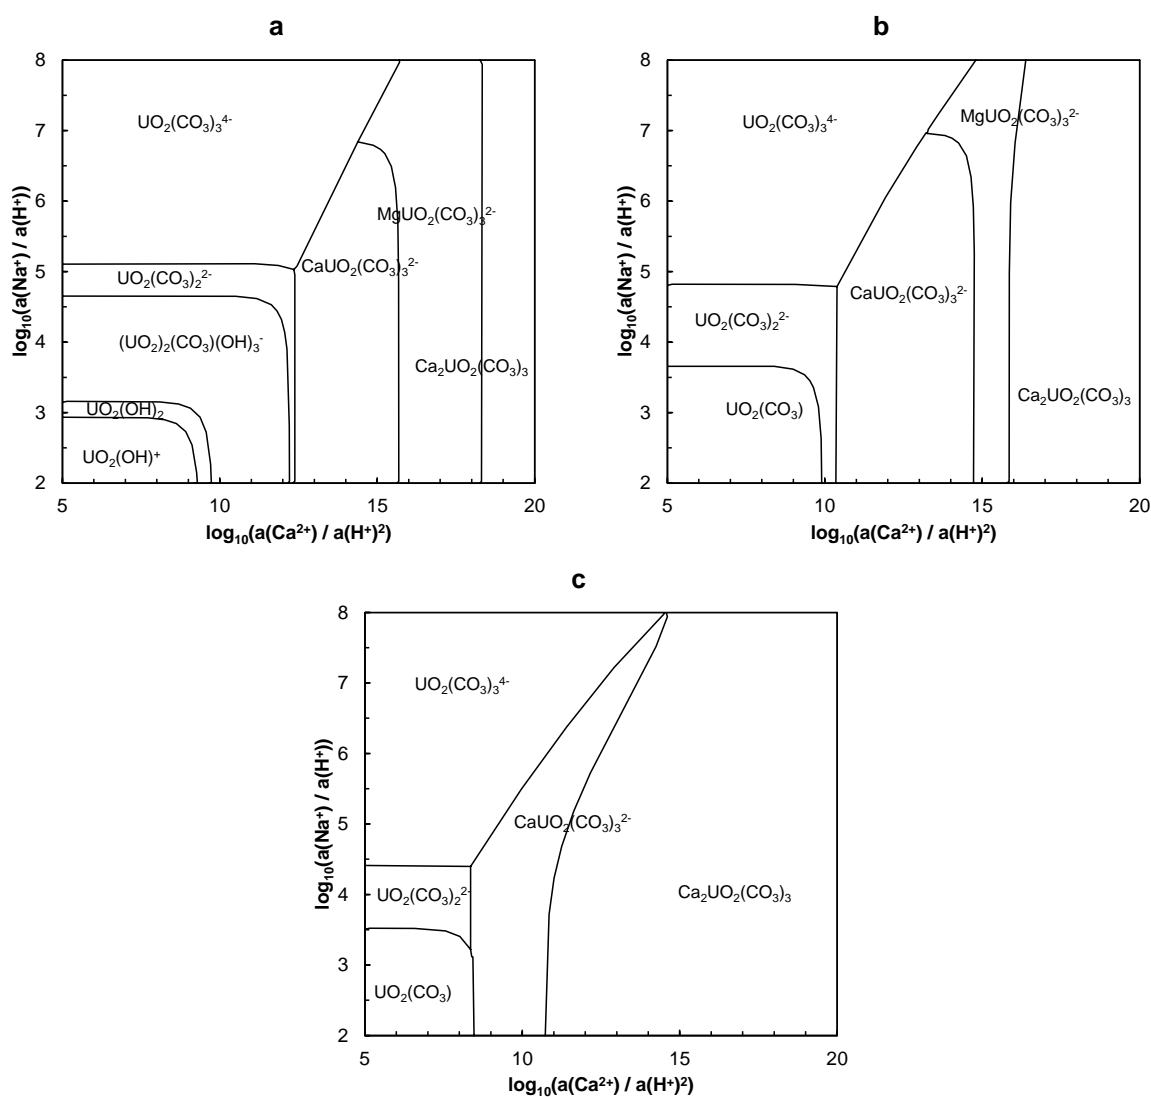 a
8
7
6
5
4
3
2
log₁₀(a(Na⁺) / a(H⁺))
UO₂(CO₃)₃⁴⁻
MgUO₂(CO₃)₃²⁻
CaUO₂(CO₃)₃²⁻
UO₂(CO₃)₂²⁻
(UO₂)₂(CO₃)(OH)₃⁻
Ca₂UO₂(CO₃)₃
UO₂(OH)₂
UO₂(OH)⁺
5 10 15 20
log₁₀(a(Ca²⁺) / a(H⁺)²)
b
8
7
6
5
4
3
2
log₁₀(a(Na⁺) / a(H⁺))
MgUO₂(CO₃)₃²⁻
UO₂(CO₃)₃⁴⁻
CaUO₂(CO₃)₃²⁻
UO₂(CO₃)₂²⁻
Ca₂UO₂(CO₃)₃
UO₂(CO₃)
5 10 15 20
log₁₀(a(Ca²⁺) / a(H⁺)²)
c
8
7
6
5
4
3
2
log₁₀(a(Na⁺) / a(H⁺))
UO₂(CO₃)₃⁴⁻
CaUO₂(CO₃)₃²⁻
UO₂(CO₃)₂²⁻
Ca₂UO₂(CO₃)₃
UO₂(CO₃)
5 10 15 20
log₁₀(a(Ca²⁺) / a(H⁺)²)